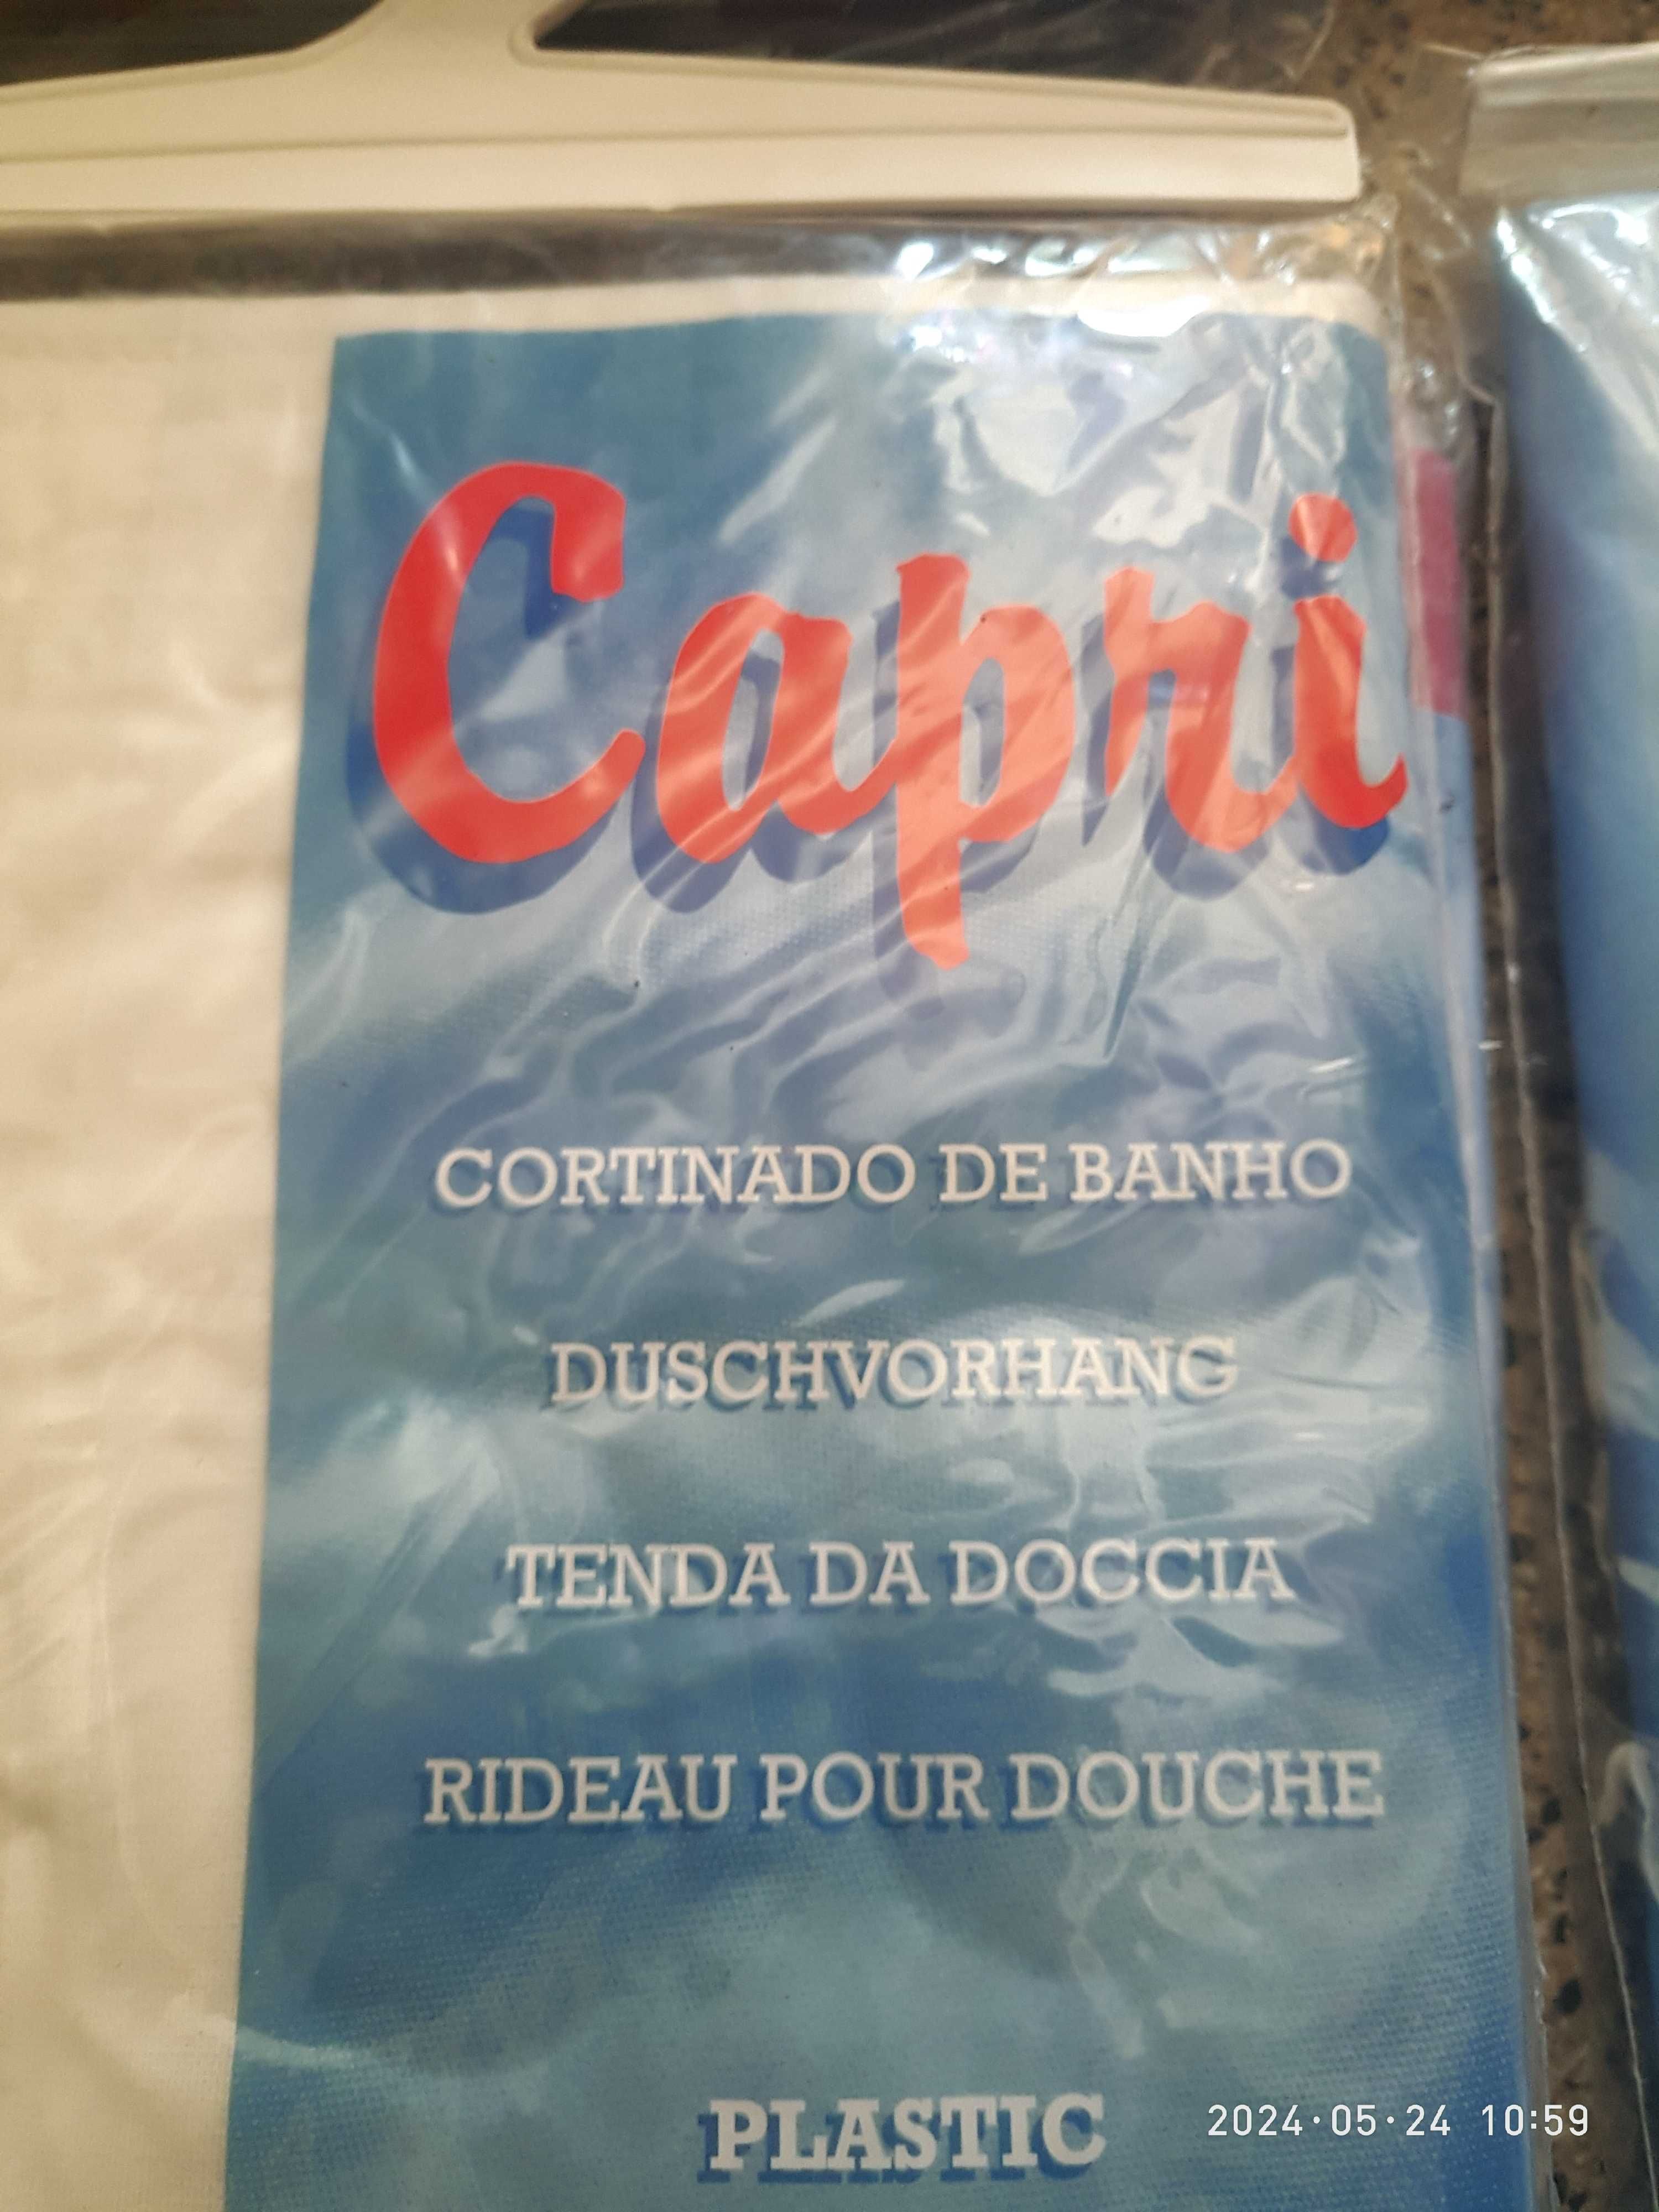 Capri
CORTINADO DE BANHO
DUSCHVORHANG
TENDA DA DOCCIA
RIDEAU POUR DOUCHE
PLASTIC
2024·05·24 10:59